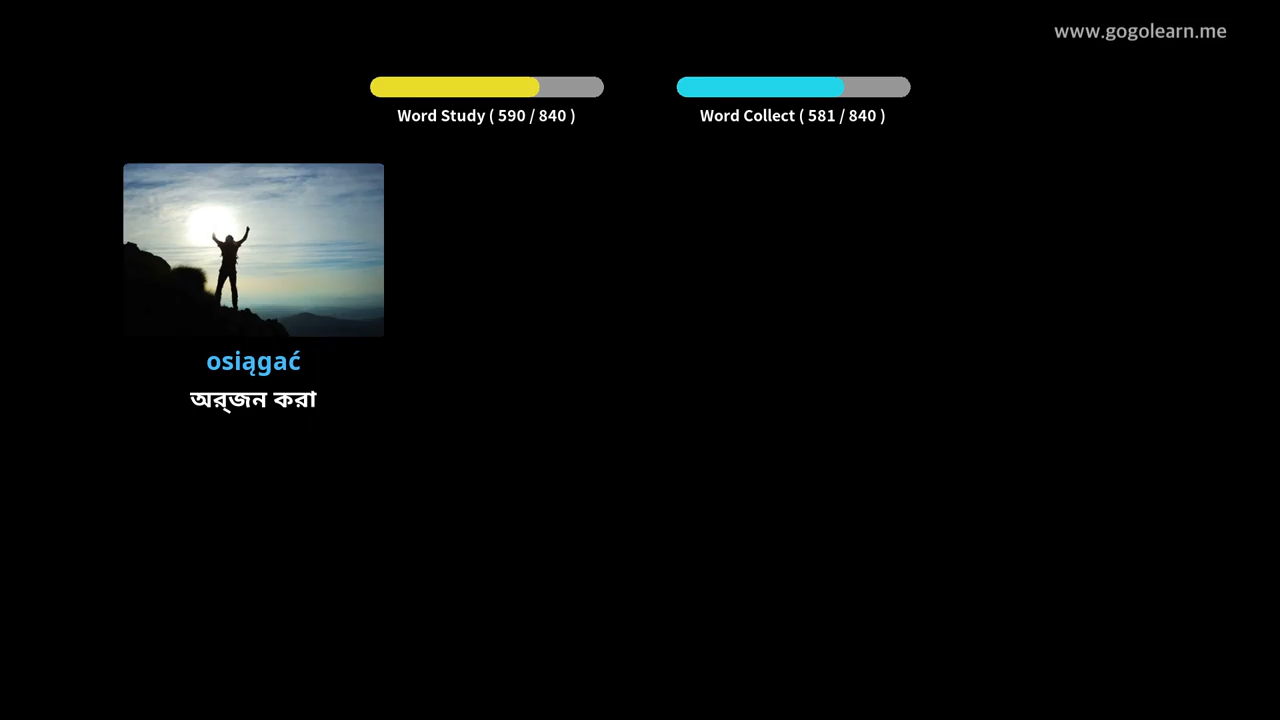 www.gogolearn.me
Word Study ( 590 / 840 )
Word Collect ( 581 / 840 )
osiągać
অর্জন করা